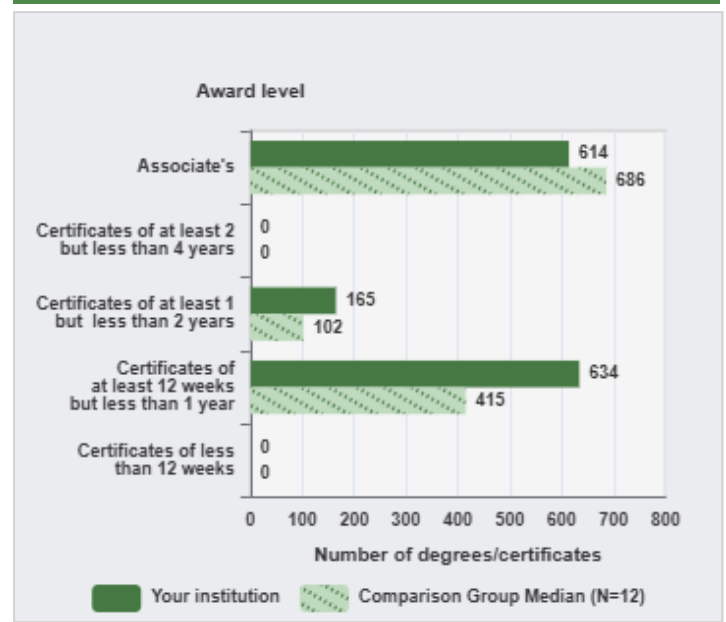 Award level
Associate's
614
686
Certificates of at least 2
but less than 4 years
0
0
Certificates of at least 1
but less than 2 years
165
102
Certificates of
at least 12 weeks
but less than 1 year
634
415
Certificates of less
than 12 weeks
0
0
0 100 200 300 400 500 600 700 800
Number of degrees/certificates
Your institution Comparison Group Median (N=12)